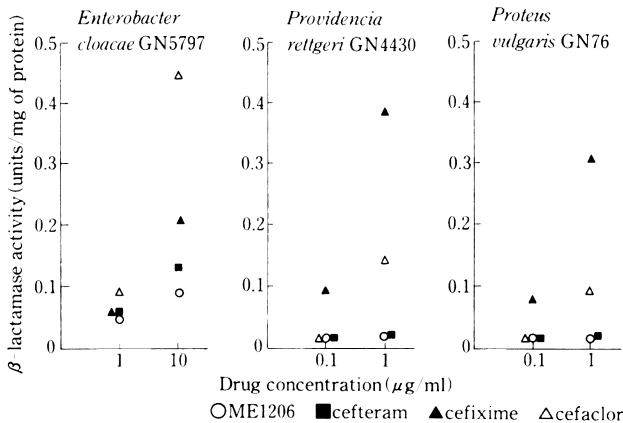 Enterobacter
cloacae GN5797
Providencia
rettgeri GN4430
Proteus
vulgaris GN76
β-lactamase activity (units/mg of protein)
0.5
0.4
0.3
0.2
0.1
0
1 10
0.5
0.4
0.3
0.2
0.1
0
0.1 1
0.5
0.4
0.3
0.2
0.1
0
0.1 1
Drug concentration (μg/ml)
ME1206 cefteram cefixime cefaclor